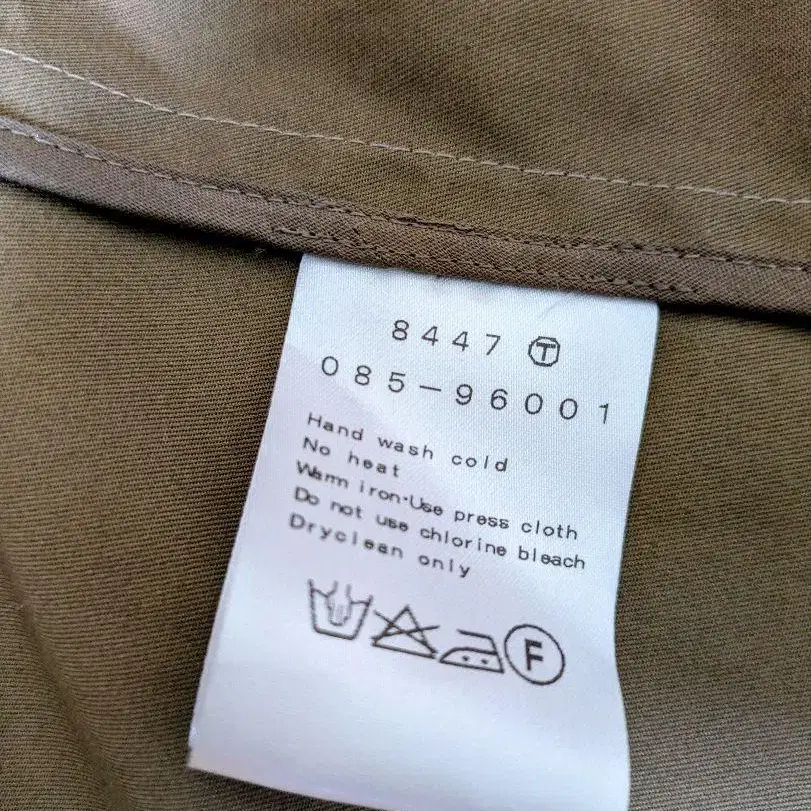 8447 Ⓣ
085-96001
Hand wash cold
No heat
Warm iron·Use press cloth
Do not use chlorine bleach
Dryclean only
F